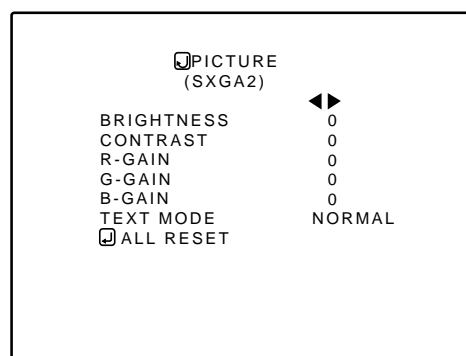 PICTURE
(SXGA2)
BRIGHTNESS 0
CONTRAST 0
R-GAIN 0
G-GAIN 0
B-GAIN 0
TEXT MODE NORMAL
ALL RESET